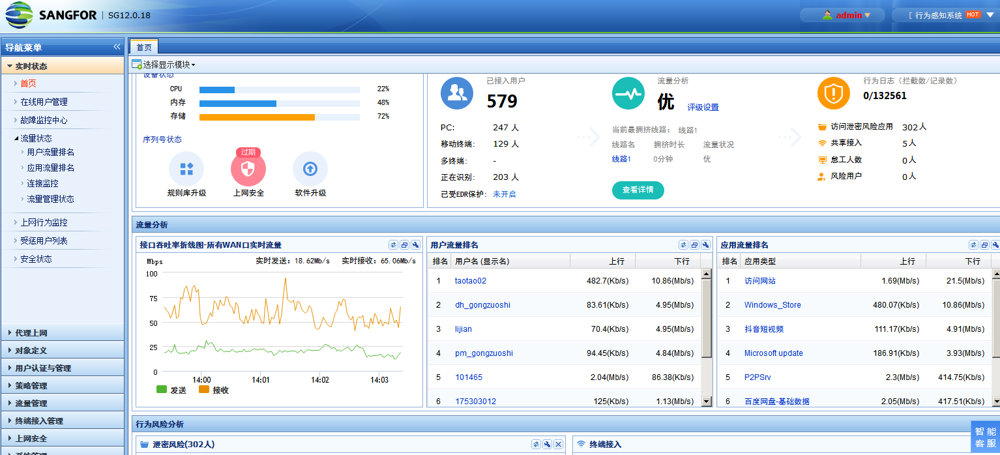 SANGFOR | SG12.0.18
admin
[ 行为感知系统 HOT
导航菜单
实时状态
首页
在线用户管理
故障监控中心
流量状态
用户流量排名
应用流量排名
连接监控
流量管理状态
上网行为监控
受惩用户列表
安全状态
代理上网
对象定义
用户认证与管理
策略管理
流量管理
终端接入管理
上网安全
系统管理
首页
选择显示模块
设备状态
CPU 22%
内存 48%
存储 72%
序列号状态
过期
规则库升级 上网安全 软件升级
已接入用户
579
PC: 247 人
移动终端: 129 人
多终端: -
正在识别: 203 人
已受EDR保护: 未开启
流量分析
优 评级设置
当前最拥挤线路: 线路1
线路名 拥挤时长 流量状况
线路1 0分钟 优
查看详情
行为日志（拦截数/记录数）
0/132561
访问泄密风险应用 302人
共享接入 5人
怠工人数 0人
风险用户 0人
流量分析
接口吞吐率折线图-所有WAN口实时流量
Mbps 实时发送: 18.62Mb/s 实时接收: 65.06Mb/s
100
75
50
25
0
14:00 14:01 14:02 14:03
发送 接收
用户流量排名
排名 用户名 (显示名) 上行 下行
1 taotao02 482.7(Kb/s) 10.86(Mb/s)
2 dh_gongzuoshi 83.61(Kb/s) 4.95(Mb/s)
3 lijian 70.4(Kb/s) 4.95(Mb/s)
4 pm_gongzuoshi 94.45(Kb/s) 4.84(Mb/s)
5 101465 2.04(Mb/s) 86.38(Kb/s)
6 175303012 125(Kb/s) 1.13(Mb/s)
应用流量排名
排名 应用类型 上行 下行
1 访问网站 1.69(Mb/s) 21.5(Mb/s)
2 Windows_Store 480.07(Kb/s) 10.86(Mb/s)
3 抖音短视频 111.17(Kb/s) 4.91(Mb/s)
4 Microsoft update 186.91(Kb/s) 3.93(Mb/s)
5 P2PSrv 2.3(Mb/s) 414.75(Kb/s)
6 百度网盘-基础数据 2.05(Mb/s) 417.51(Kb/s)
行为风险分析
泄密风险(302人)
终端接入
智能
客服